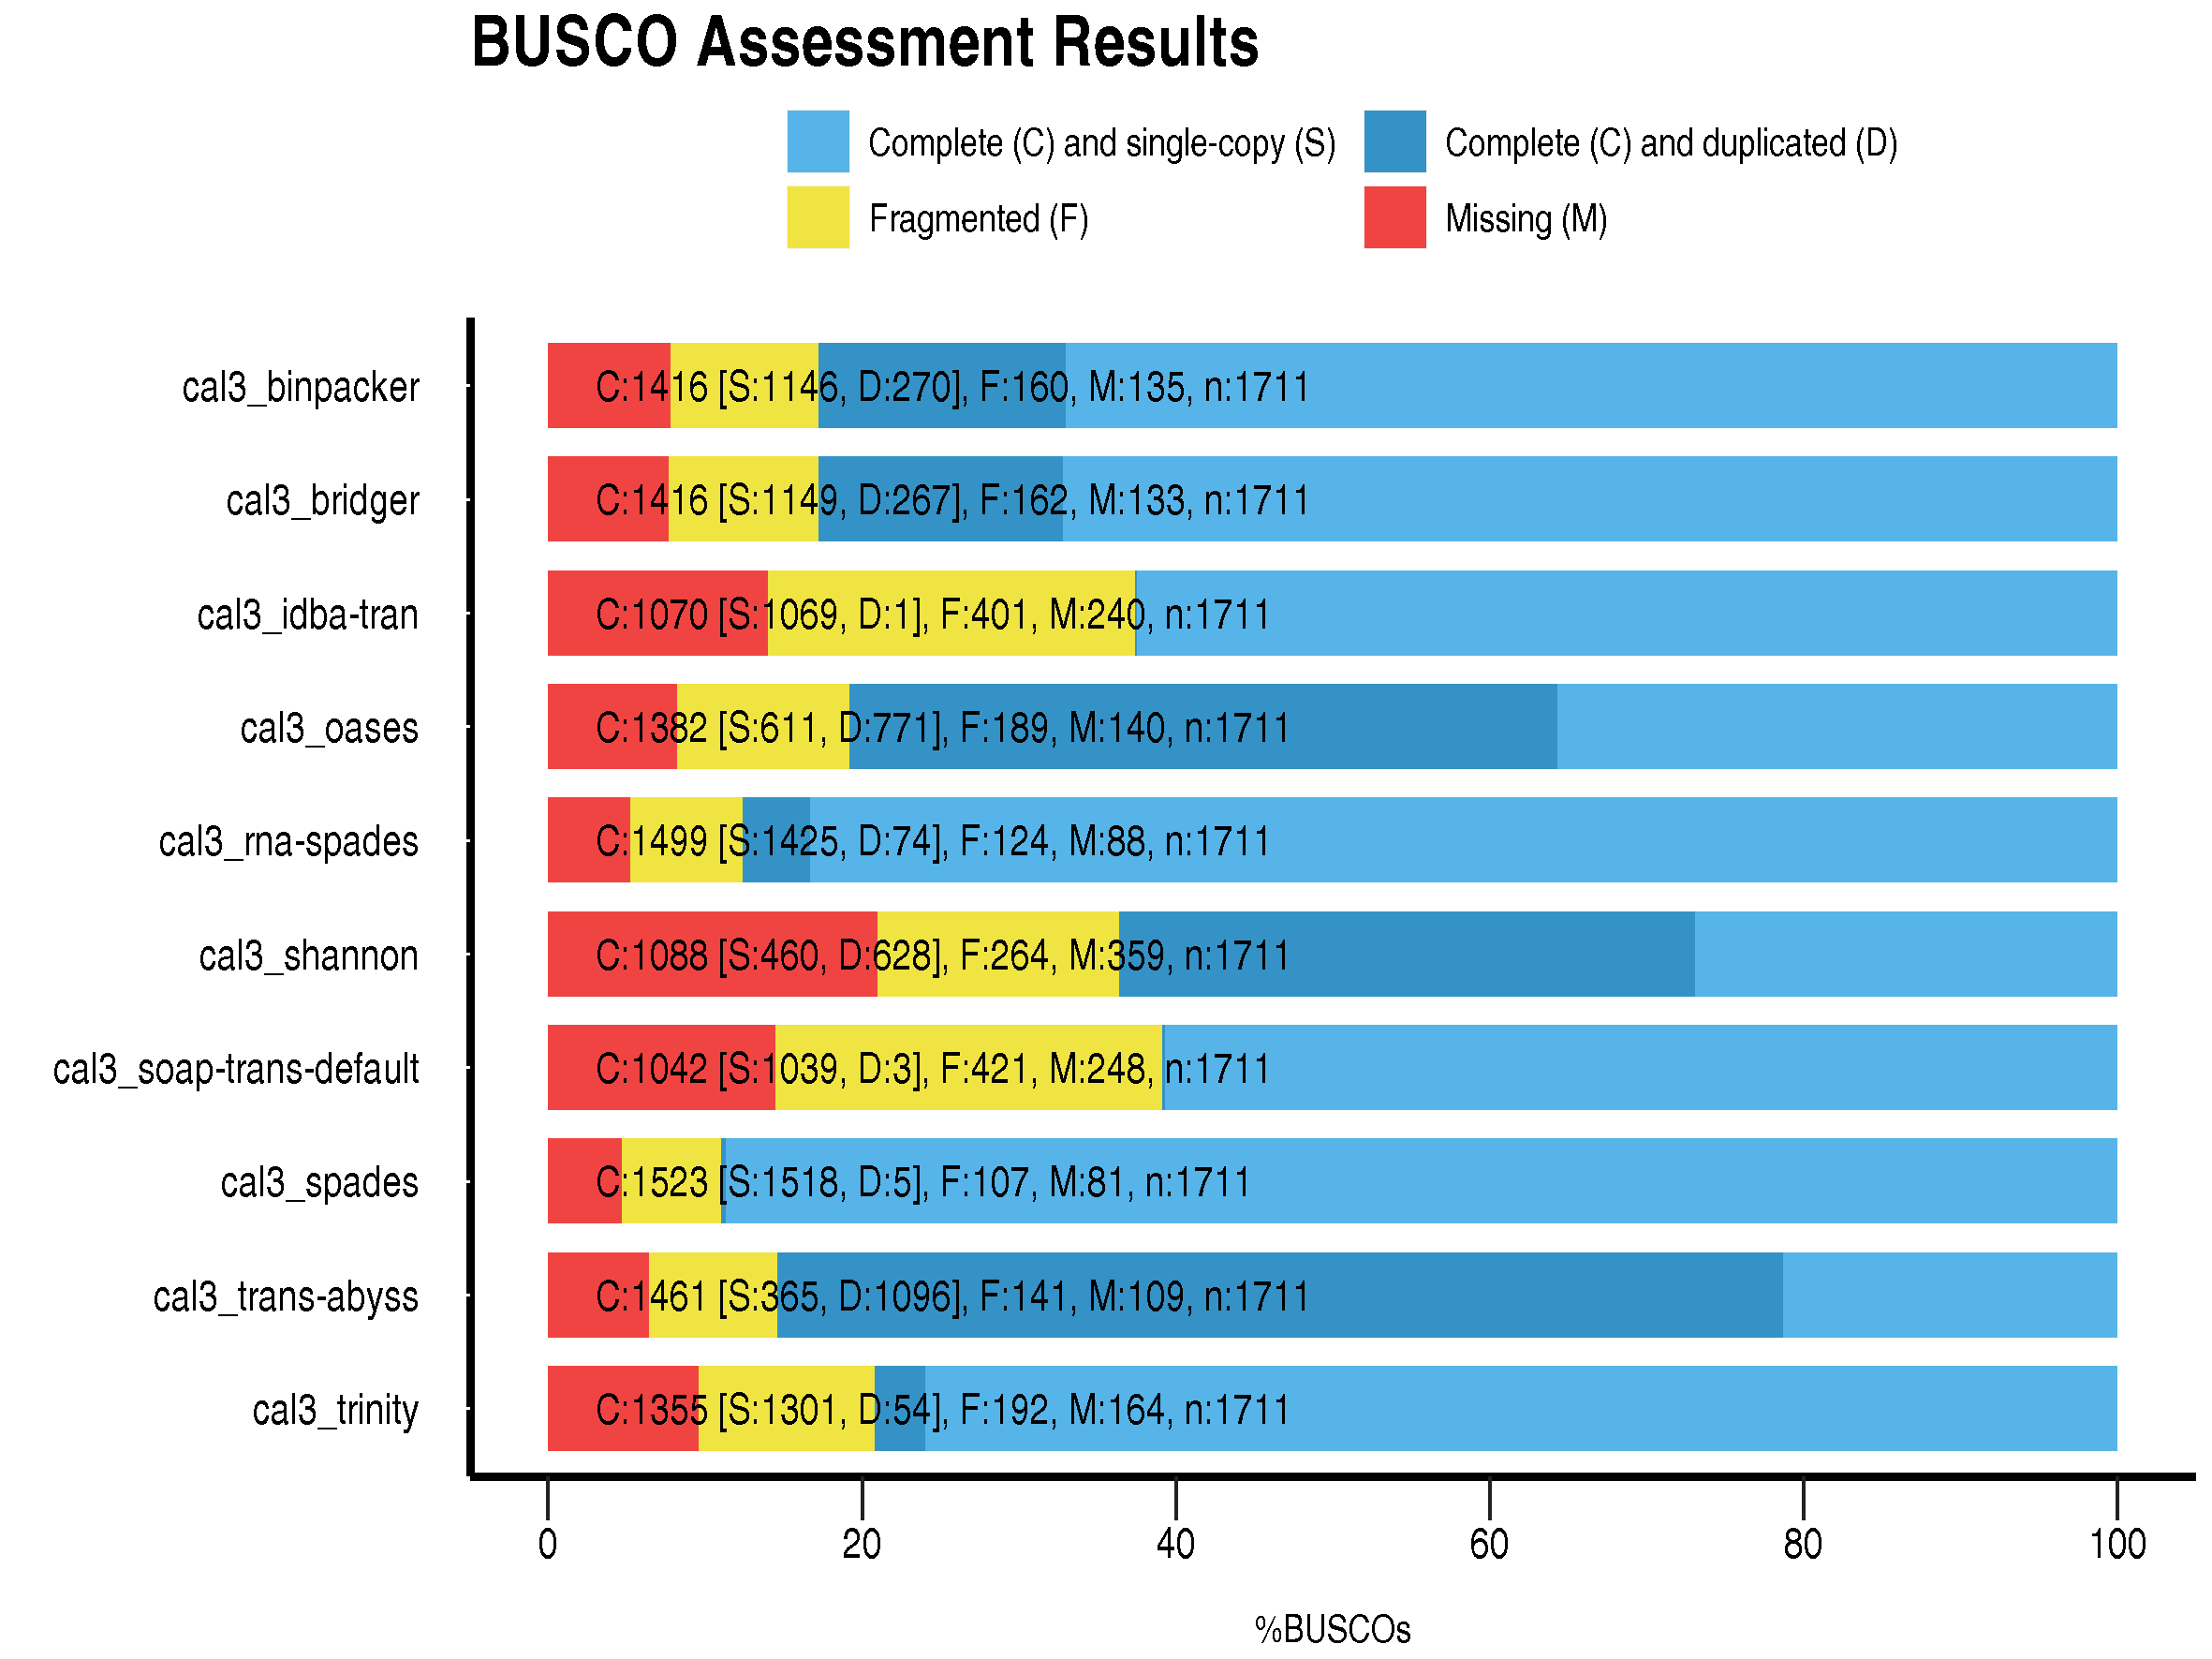 BUSCO Assessment Results
Complete (C) and single-copy (S)
Complete (C) and duplicated (D)
Fragmented (F)
Missing (M)
cal3_binpacker
C:1416 [S:1146, D:270], F:160, M:135, n:1711
cal3_bridger
C:1416 [S:1149, D:267], F:162, M:133, n:1711
cal3_idba-tran
C:1070 [S:1069, D:1], F:401, M:240, n:1711
cal3_oases
C:1382 [S:611, D:771], F:189, M:140, n:1711
cal3_rna-spades
C:1499 [S:1425, D:74], F:124, M:88, n:1711
cal3_shannon
C:1088 [S:460, D:628], F:264, M:359, n:1711
cal3_soap-trans-default
C:1042 [S:1039, D:3], F:421, M:248, n:1711
cal3_spades
C:1523 [S:1518, D:5], F:107, M:81, n:1711
cal3_trans-abyss
C:1461 [S:365, D:1096], F:141, M:109, n:1711
cal3_trinity
C:1355 [S:1301, D:54], F:192, M:164, n:1711
0 20 40 60 80 100
%BUSCOs